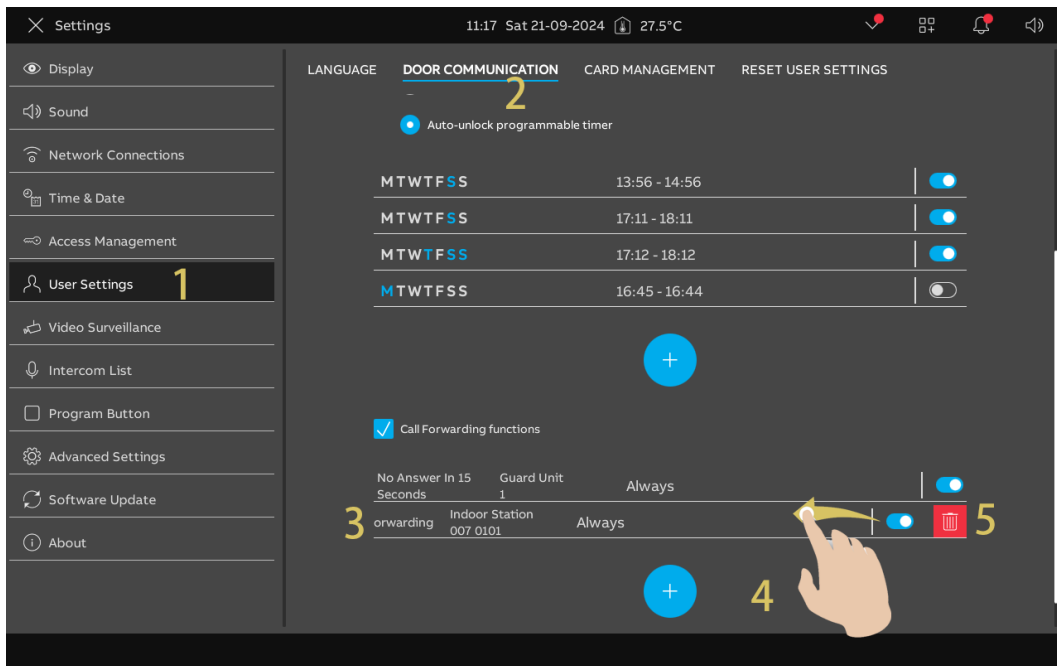 Settings
11:17 Sat 21-09-2024 27.5°C
Display
Sound
Network Connections
Time & Date
Access Management
User Settings
1
Video Surveillance
Intercom List
Program Button
Advanced Settings
Software Update
About
LANGUAGE DOOR COMMUNICATION CARD MANAGEMENT RESET USER SETTINGS
2
Auto-unlock programmable timer
MTWTFSS 13:56 - 14:56
MTWTFSS 17:11 - 18:11
MTWTFSS 17:12 - 18:12
MTWTFSS 16:45 - 16:44
+
Call Forwarding functions
No Answer In 15 Guard Unit
Seconds 1 Always
3 orwarding Indoor Station Always 5
007 0101
+ 4